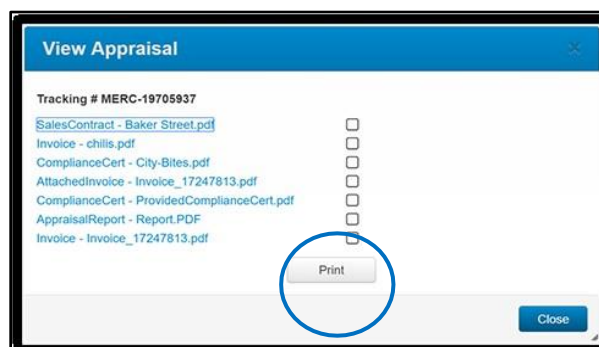 View Appraisal
Tracking # MERC-19705937
SalesContract - Baker Street.pdf
Invoice - chilis.pdf
ComplianceCert - City-Bites.pdf
AttachedInvoice - Invoice_17247813.pdf
ComplianceCert - ProvidedComplianceCert.pdf
AppraisalReport - Report.PDF
Invoice - Invoice_17247813.pdf
Print
Close